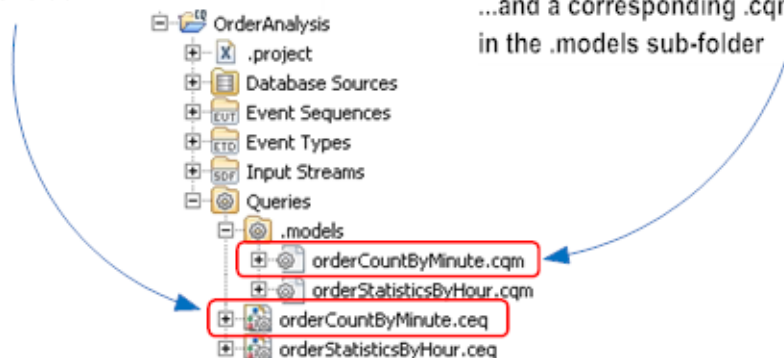 ...and a corresponding .cqm
in the .models sub-folder
OrderAnalysis
.project
Database Sources
Event Sequences
Event Types
Input Streams
Queries
.models
orderCountByMinute.cqm
orderStatisticsByHour.cqm
orderCountByMinute.ceq
orderStatisticsByHour.ceq